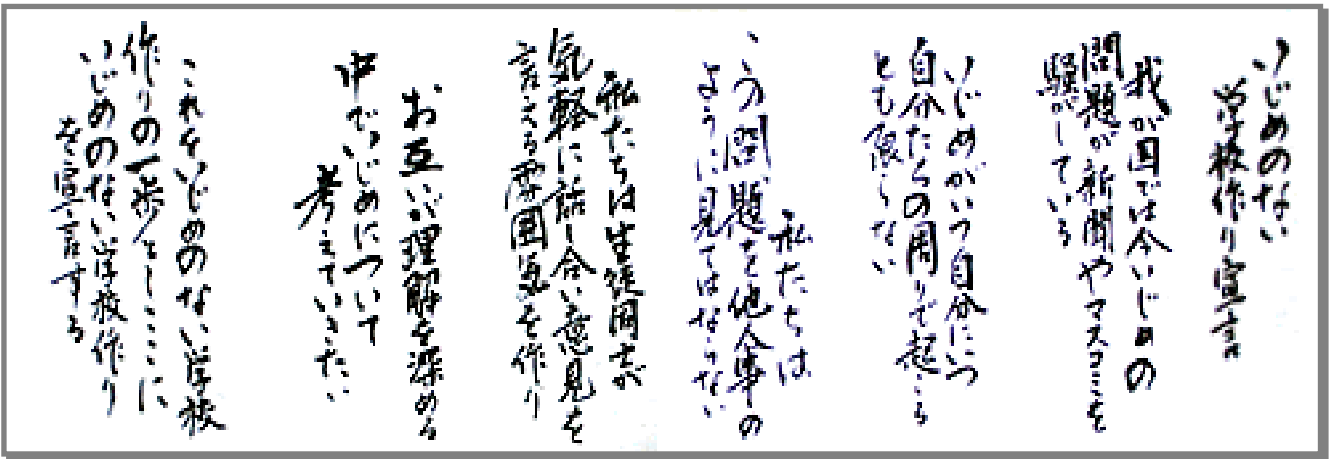 いじめのない
学校作り宣言
我が国では今いじめの
問題が新聞やマスコミを
騒がしている
いじめがいつ自分にいつ
自分たちの周りで起こる
とも限らない
私たちは
こう問題を他人事の
ように見てはならない
私たちは生徒同士が
気軽に話し合い意見を
言える雰囲気を作り
お互いが理解を深める
中でいじめについて
考えていきたい
これをいじめのない学校
作りの一歩としここに
いじめのない学校作り
を宣言する